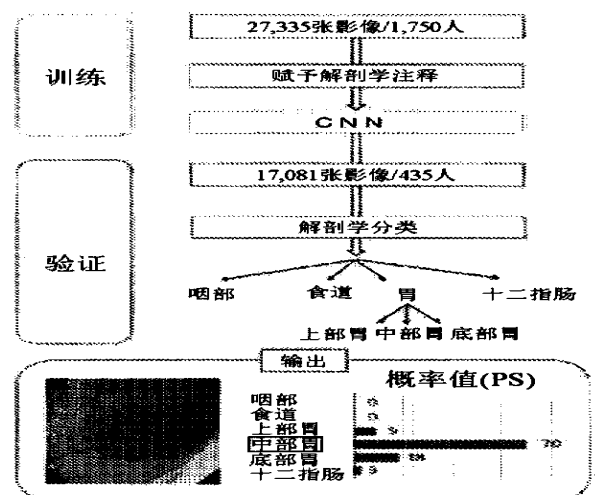 27,335张影像/1,750人
训练
赋予解剖学注释
CNN
17,081张影像/435人
解剖学分类
验证
咽部 食道 胃 十二指肠
上部胃 中部胃 底部胃
输出
概率值(PS)
咽部 0
食道 0
上部胃 9
中部胃 70
底部胃
十二指肠 3